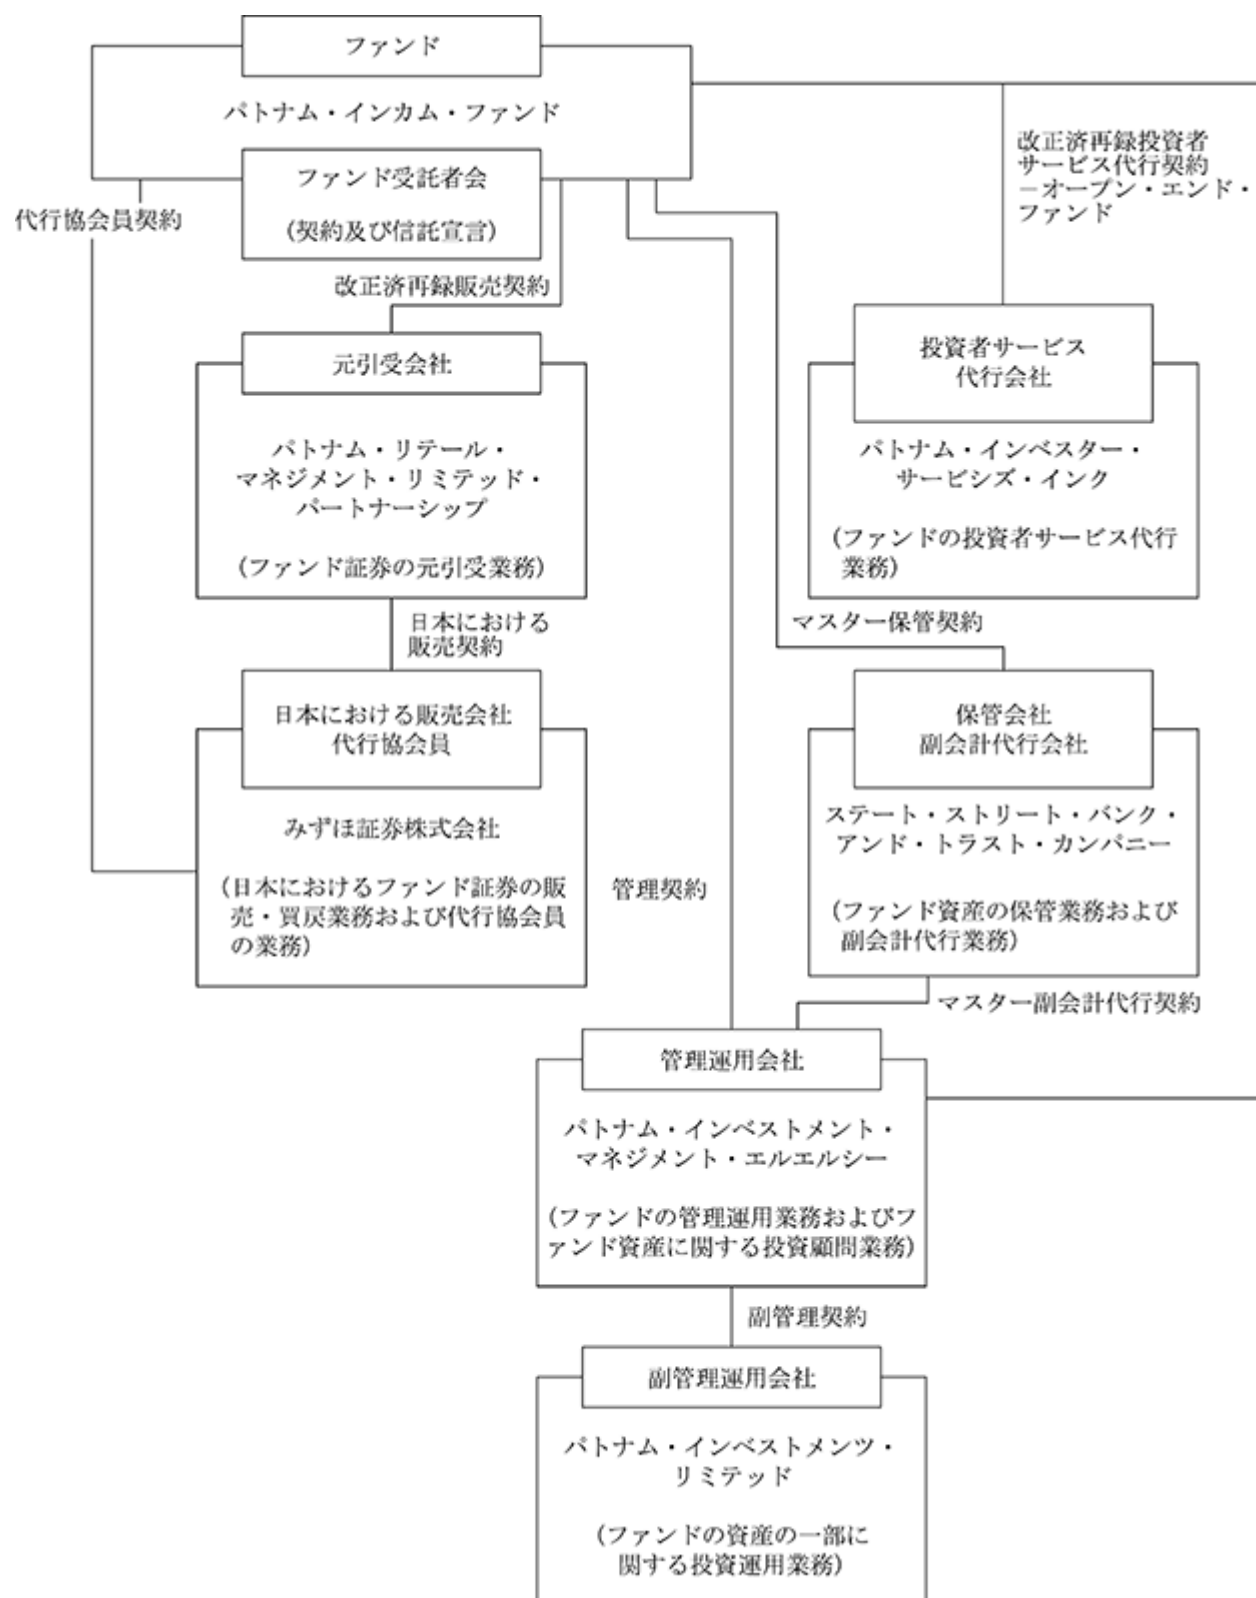 ファンド
パトナム・インカム・ファンド
ファンド受託者会
(契約及び信託宣言)
代行協会員契約
改正済再録投資者
サービス代行契約
－オープン・エンド・
ファンド
改正済再録販売契約
元引受会社
パトナム・リテール・
マネジメント・リミテッド・
パートナーシップ
(ファンド証券の元引受業務)
投資者サービス
代行会社
パトナム・インベスター・
サービシズ・インク
(ファンドの投資者サービス代行
業務)
日本における
販売契約
マスター保管契約
日本における販売会社
代行協会員
みずほ証券株式会社
(日本におけるファンド証券の販
売・買戻業務および代行協会員
の業務)
管理契約
保管会社
副会計代行会社
ステート・ストリート・バンク・
アンド・トラスト・カンパニー
(ファンド資産の保管業務および
副会計代行業務)
マスター副会計代行契約
管理運用会社
パトナム・インベストメント・
マネジメント・エルエルシー
(ファンドの管理運用業務およびフ
ァンド資産に関する投資顧問業務)
副管理契約
副管理運用会社
パトナム・インベストメンツ・
リミテッド
(ファンドの資産の一部に
関する投資運用業務)